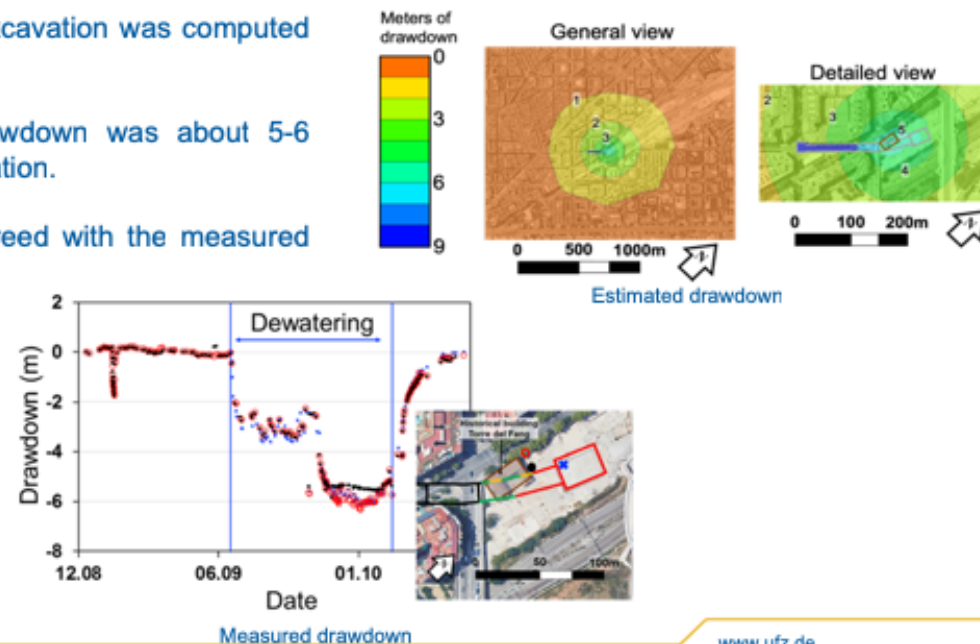 cavation was computed
wdown was about 5-6
tion.
reed with the measured
Meters of
drawdown
0
3
6
9
General view
1
2
3
0 500 1000m
Detailed view
2
3
5
4
0 100 200m
Estimated drawdown
2
0
-2
-4
-6
-8
Drawdown (m)
Dewatering
12.08 06.09 01.10
Date
Historical building
Torre del Fang
50 100m
Measured drawdown
www.ufz.de